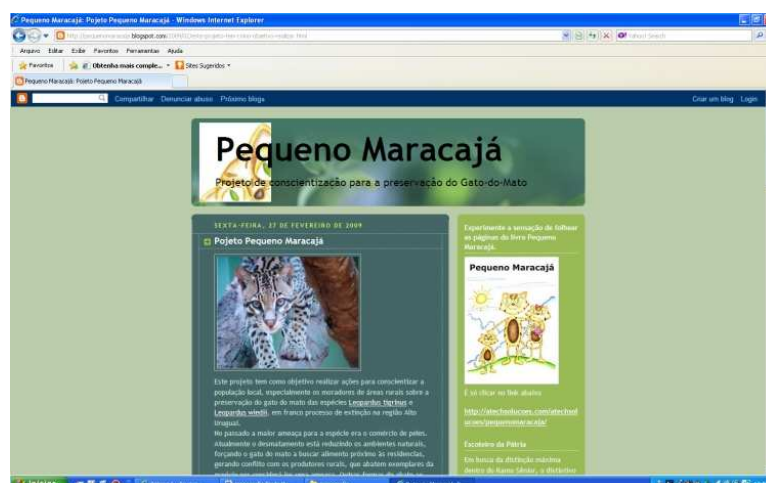 Pequeno Maracajá: Pojeto Pequeno Maracajá - Windows Internet Explorer
Arquivo Editar Exibir Favoritos Ferramentas Ajuda
Favoritos Obtenha mais comple... Sites Sugeridos
Pequeno Maracajá: Pojeto Pequeno Maracajá
Compartilhar Denunciar abuso Próximo blog» Criar um blog Login
Pequeno Maracajá
Projeto de conscientização para a preservação do Gato-do-Mato
SEXTA-FEIRA, 27 DE FEVEREIRO DE 2009
Pojeto Pequeno Maracajá
Este projeto tem como objetivo realizar ações para conscientizar a
população local, especialmente os moradores de áreas rurais sobre a
preservação do gato do mato das espécies Leopardus tigrinus e
Leopardus wiedii, em franco processo de extinção na região Alto
Uruguai.
No passado a maior ameaça para a espécie era o comércio de peles.
Atualmente o desmatamento está reduzindo os ambientes naturais,
forçando o gato do mato a buscar alimento próximo às residências,
gerando conflito com os produtores rurais, que abatem exemplares da
Experimente a sensação de folhear
as páginas do livro Pequeno
Maracajá.
Pequeno Maracajá
É só clicar no link abaixo
http://atechsolucoes.com/atechsol
ucoes/pequenomaracaja/
Escoteiro da Pátria
Em busca da distinção máxima
dentro do Ramo Sênior, o distintivo